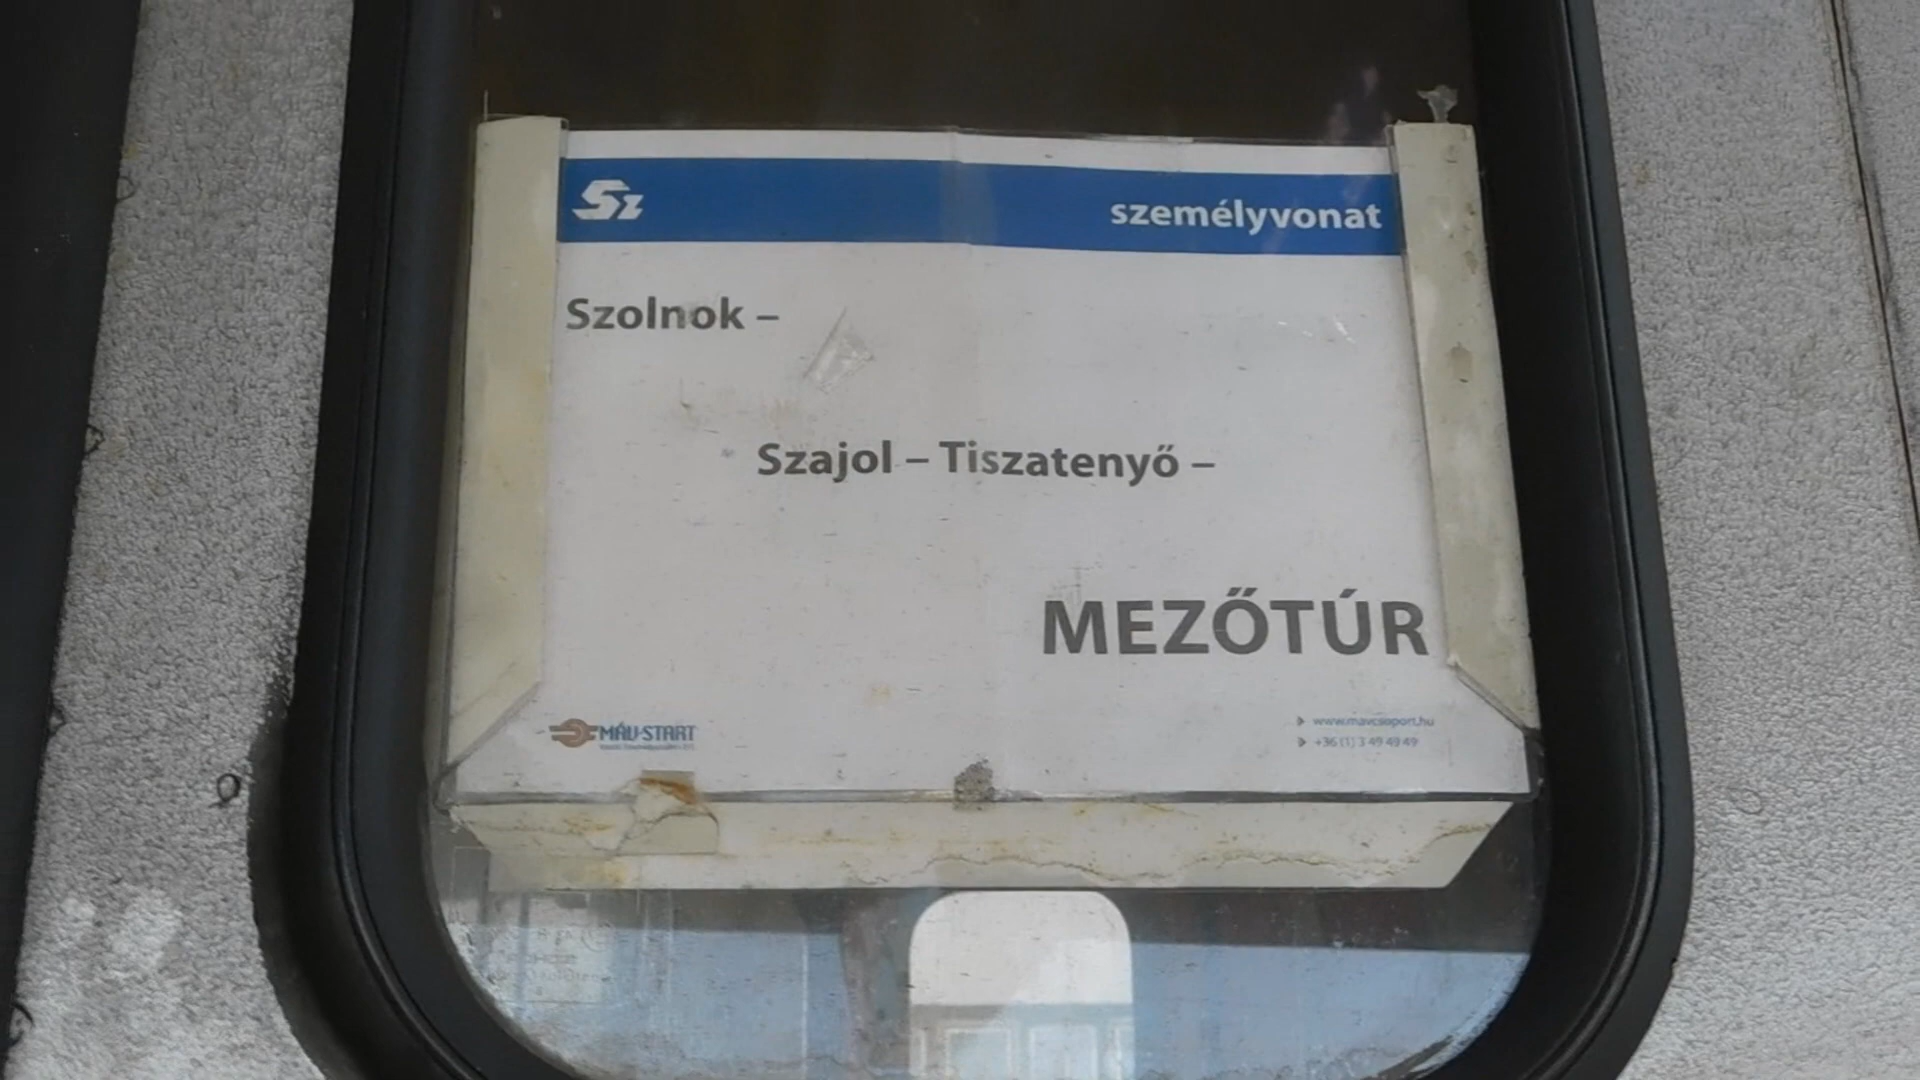 Sz személyvonat
Szolnok –
Szajol – Tiszatenyő –
MEZŐTÚR
MÁV-START
www.mavcsoport.hu
+36 (1) 3 49 49 49